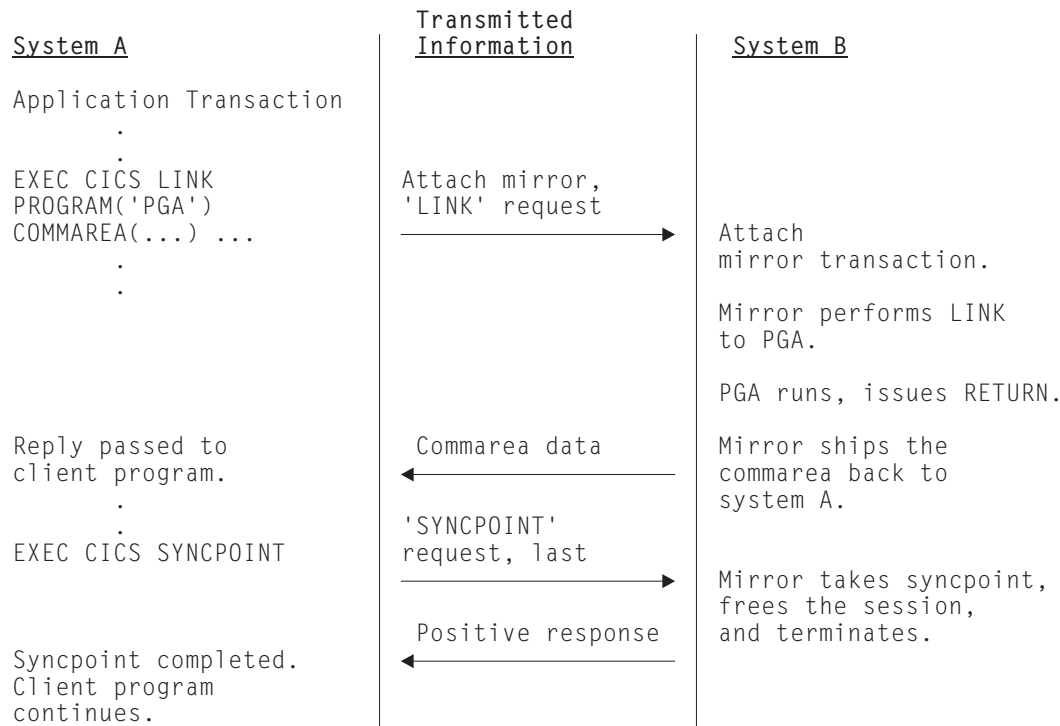 Transmitted
System A Information System B
Application Transaction
.
.
EXEC CICS LINK Attach mirror,
PROGRAM('PGA') 'LINK' request
COMMAREA(...) ... Attach
. mirror transaction.
.
Mirror performs LINK
to PGA.
PGA runs, issues RETURN.
Reply passed to Commarea data Mirror ships the
client program. commarea back to
. system A.
. 'SYNCPOINT'
EXEC CICS SYNCPOINT request, last
Mirror takes syncpoint,
frees the session,
Positive response and terminates.
Syncpoint completed.
Client program
continues.